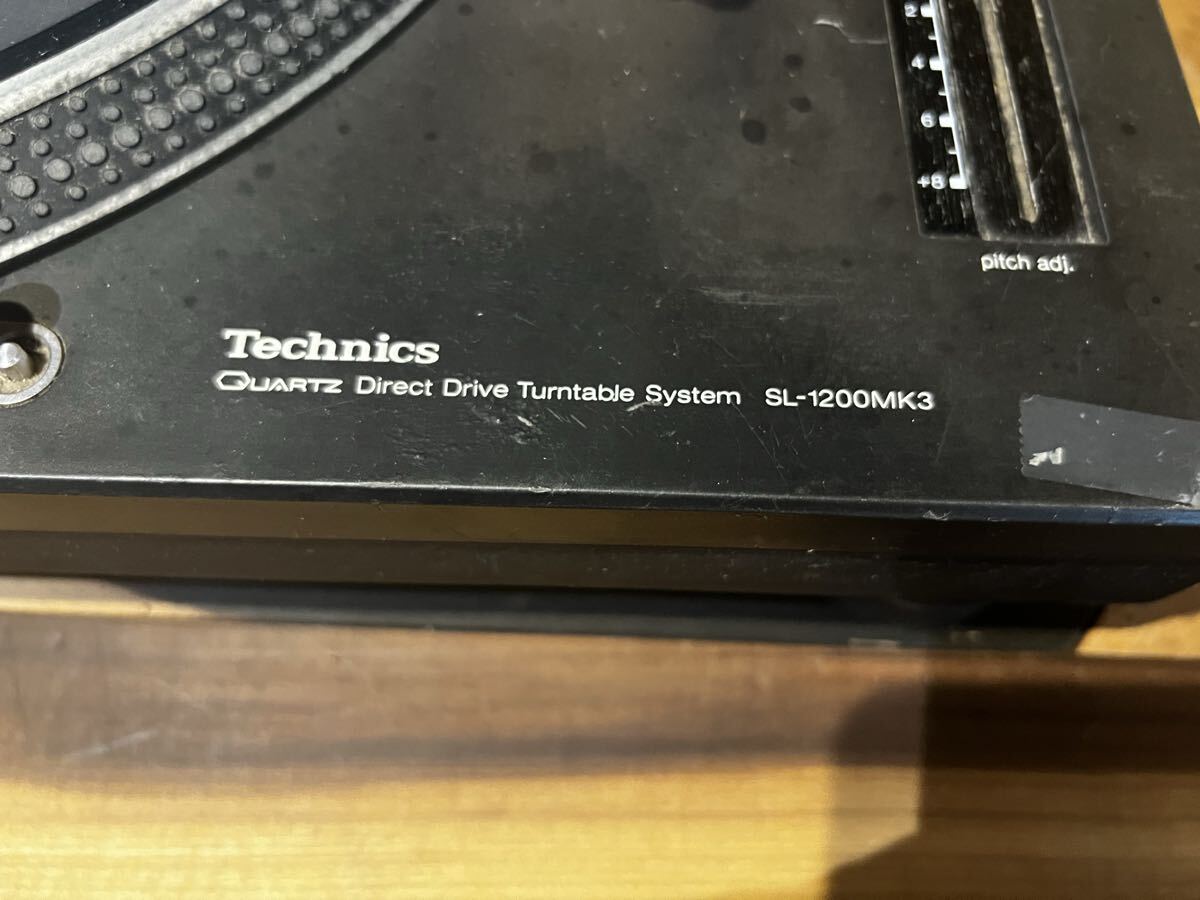 2
4
6
+8
pitch adj.
Technics
QUARTZ Direct Drive Turntable System SL-1200MK3